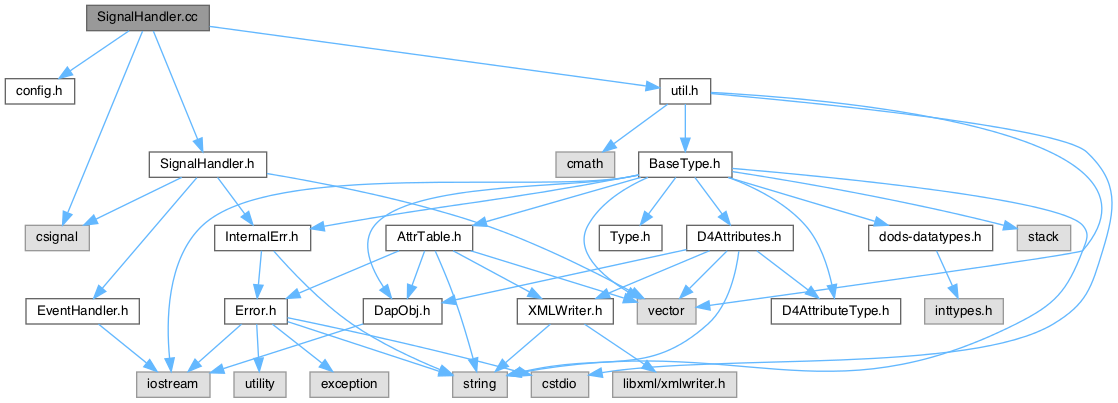 SignalHandler.cc
config.h
util.h
SignalHandler.h
cmath
BaseType.h
csignal
InternalErr.h
AttrTable.h
Type.h
D4Attributes.h
dods-datatypes.h
stack
EventHandler.h
Error.h
DapObj.h
XMLWriter.h
vector
D4AttributeType.h
inttypes.h
iostream
utility
exception
string
cstdio
libxml/xmlwriter.h